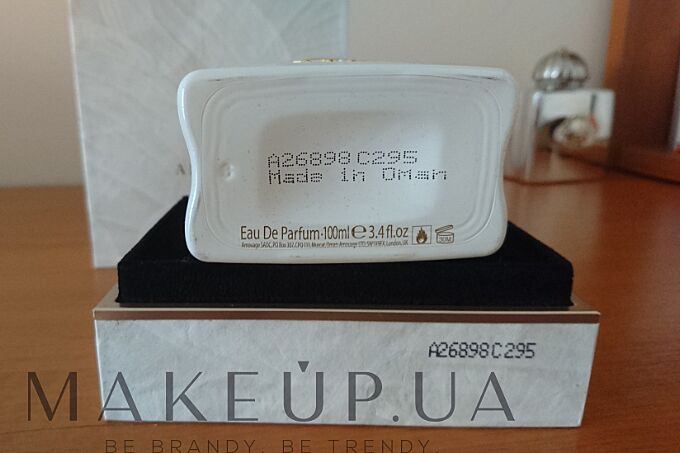 A26898 C295
Made in Oman
Eau De Parfum·100ml ℮ 3.4 fl.oz
30M
A26898C295
MAKEUP.UA
BE BRANDY. BE TRENDY.